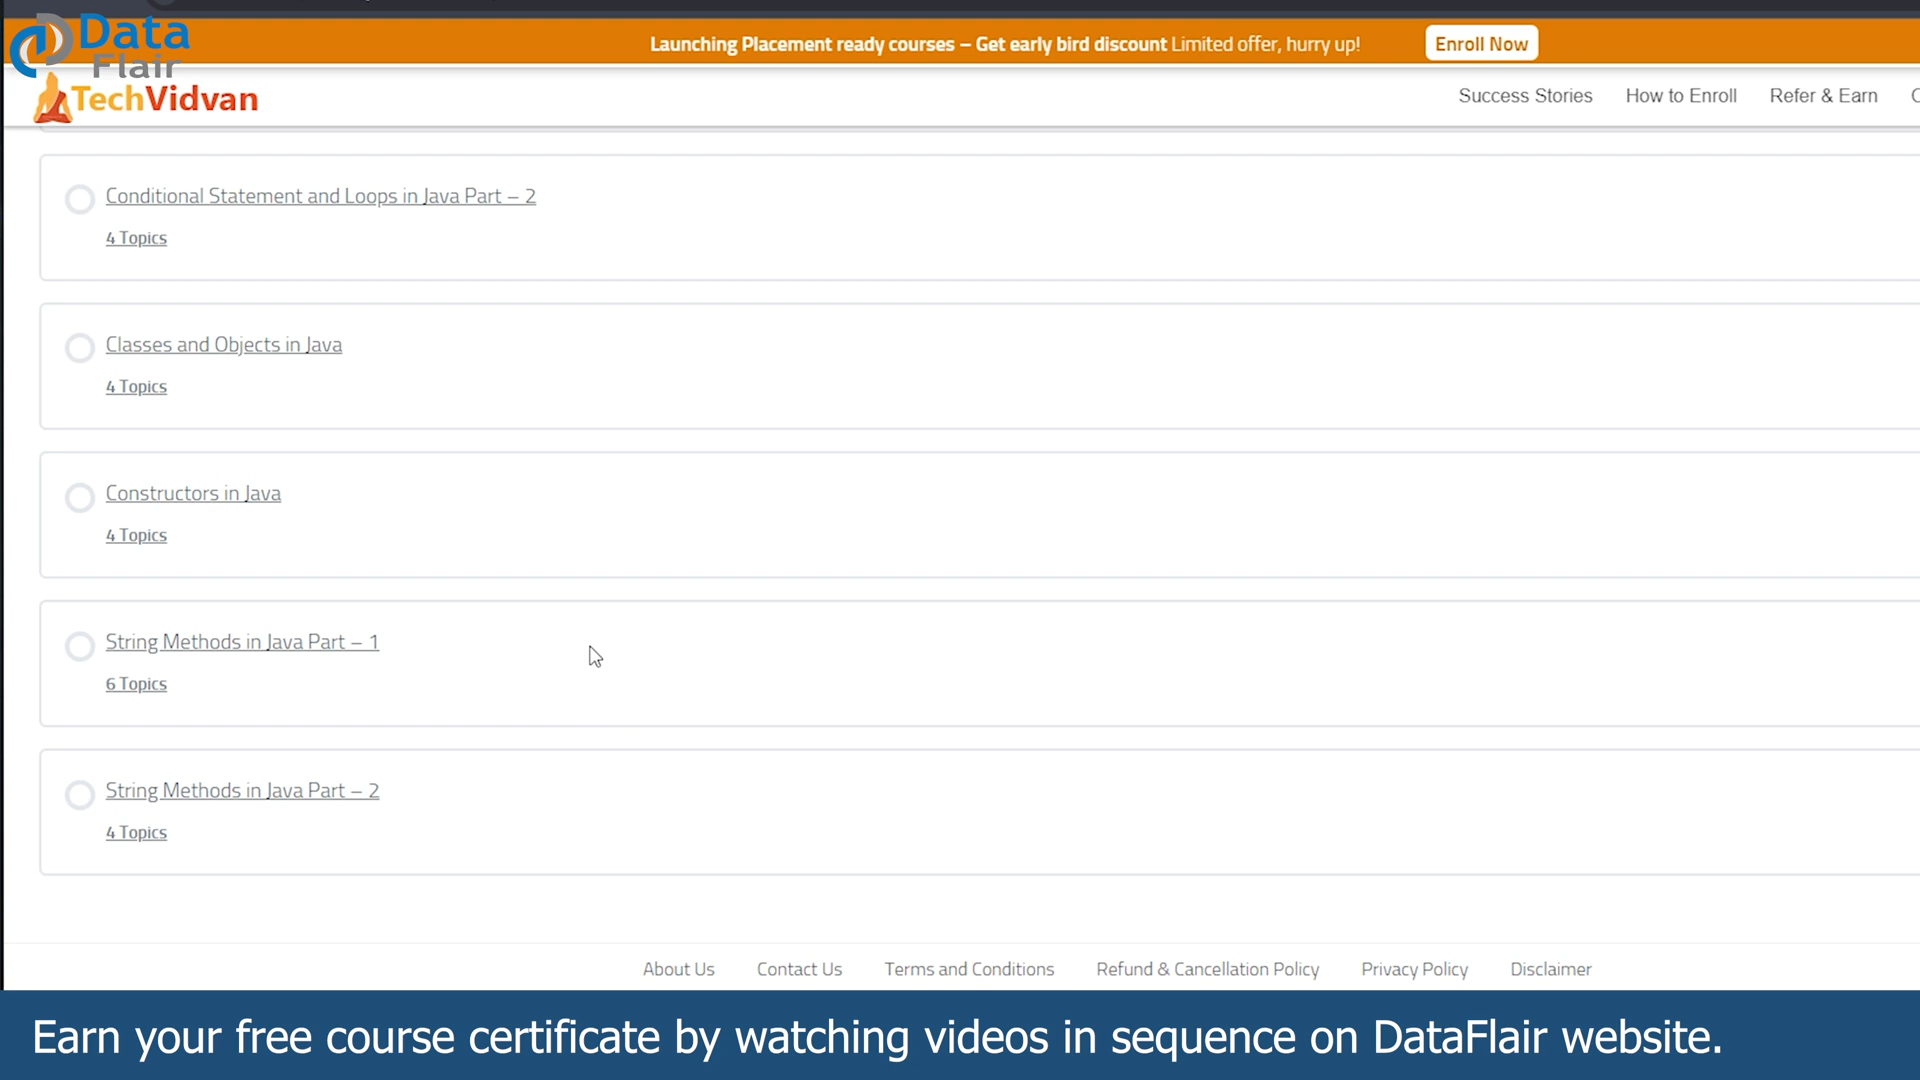 Data
Flair
Launching Placement ready courses – Get early bird discount Limited offer, hurry up!
Enroll Now
TechVidvan
Success Stories
How to Enroll
Refer & Earn
Conditional Statement and Loops in Java Part – 2
4 Topics
Classes and Objects in Java
4 Topics
Constructors in Java
4 Topics
String Methods in Java Part – 1
6 Topics
String Methods in Java Part – 2
4 Topics
About Us
Contact Us
Terms and Conditions
Refund & Cancellation Policy
Privacy Policy
Disclaimer
Earn your free course certificate by watching videos in sequence on DataFlair website.